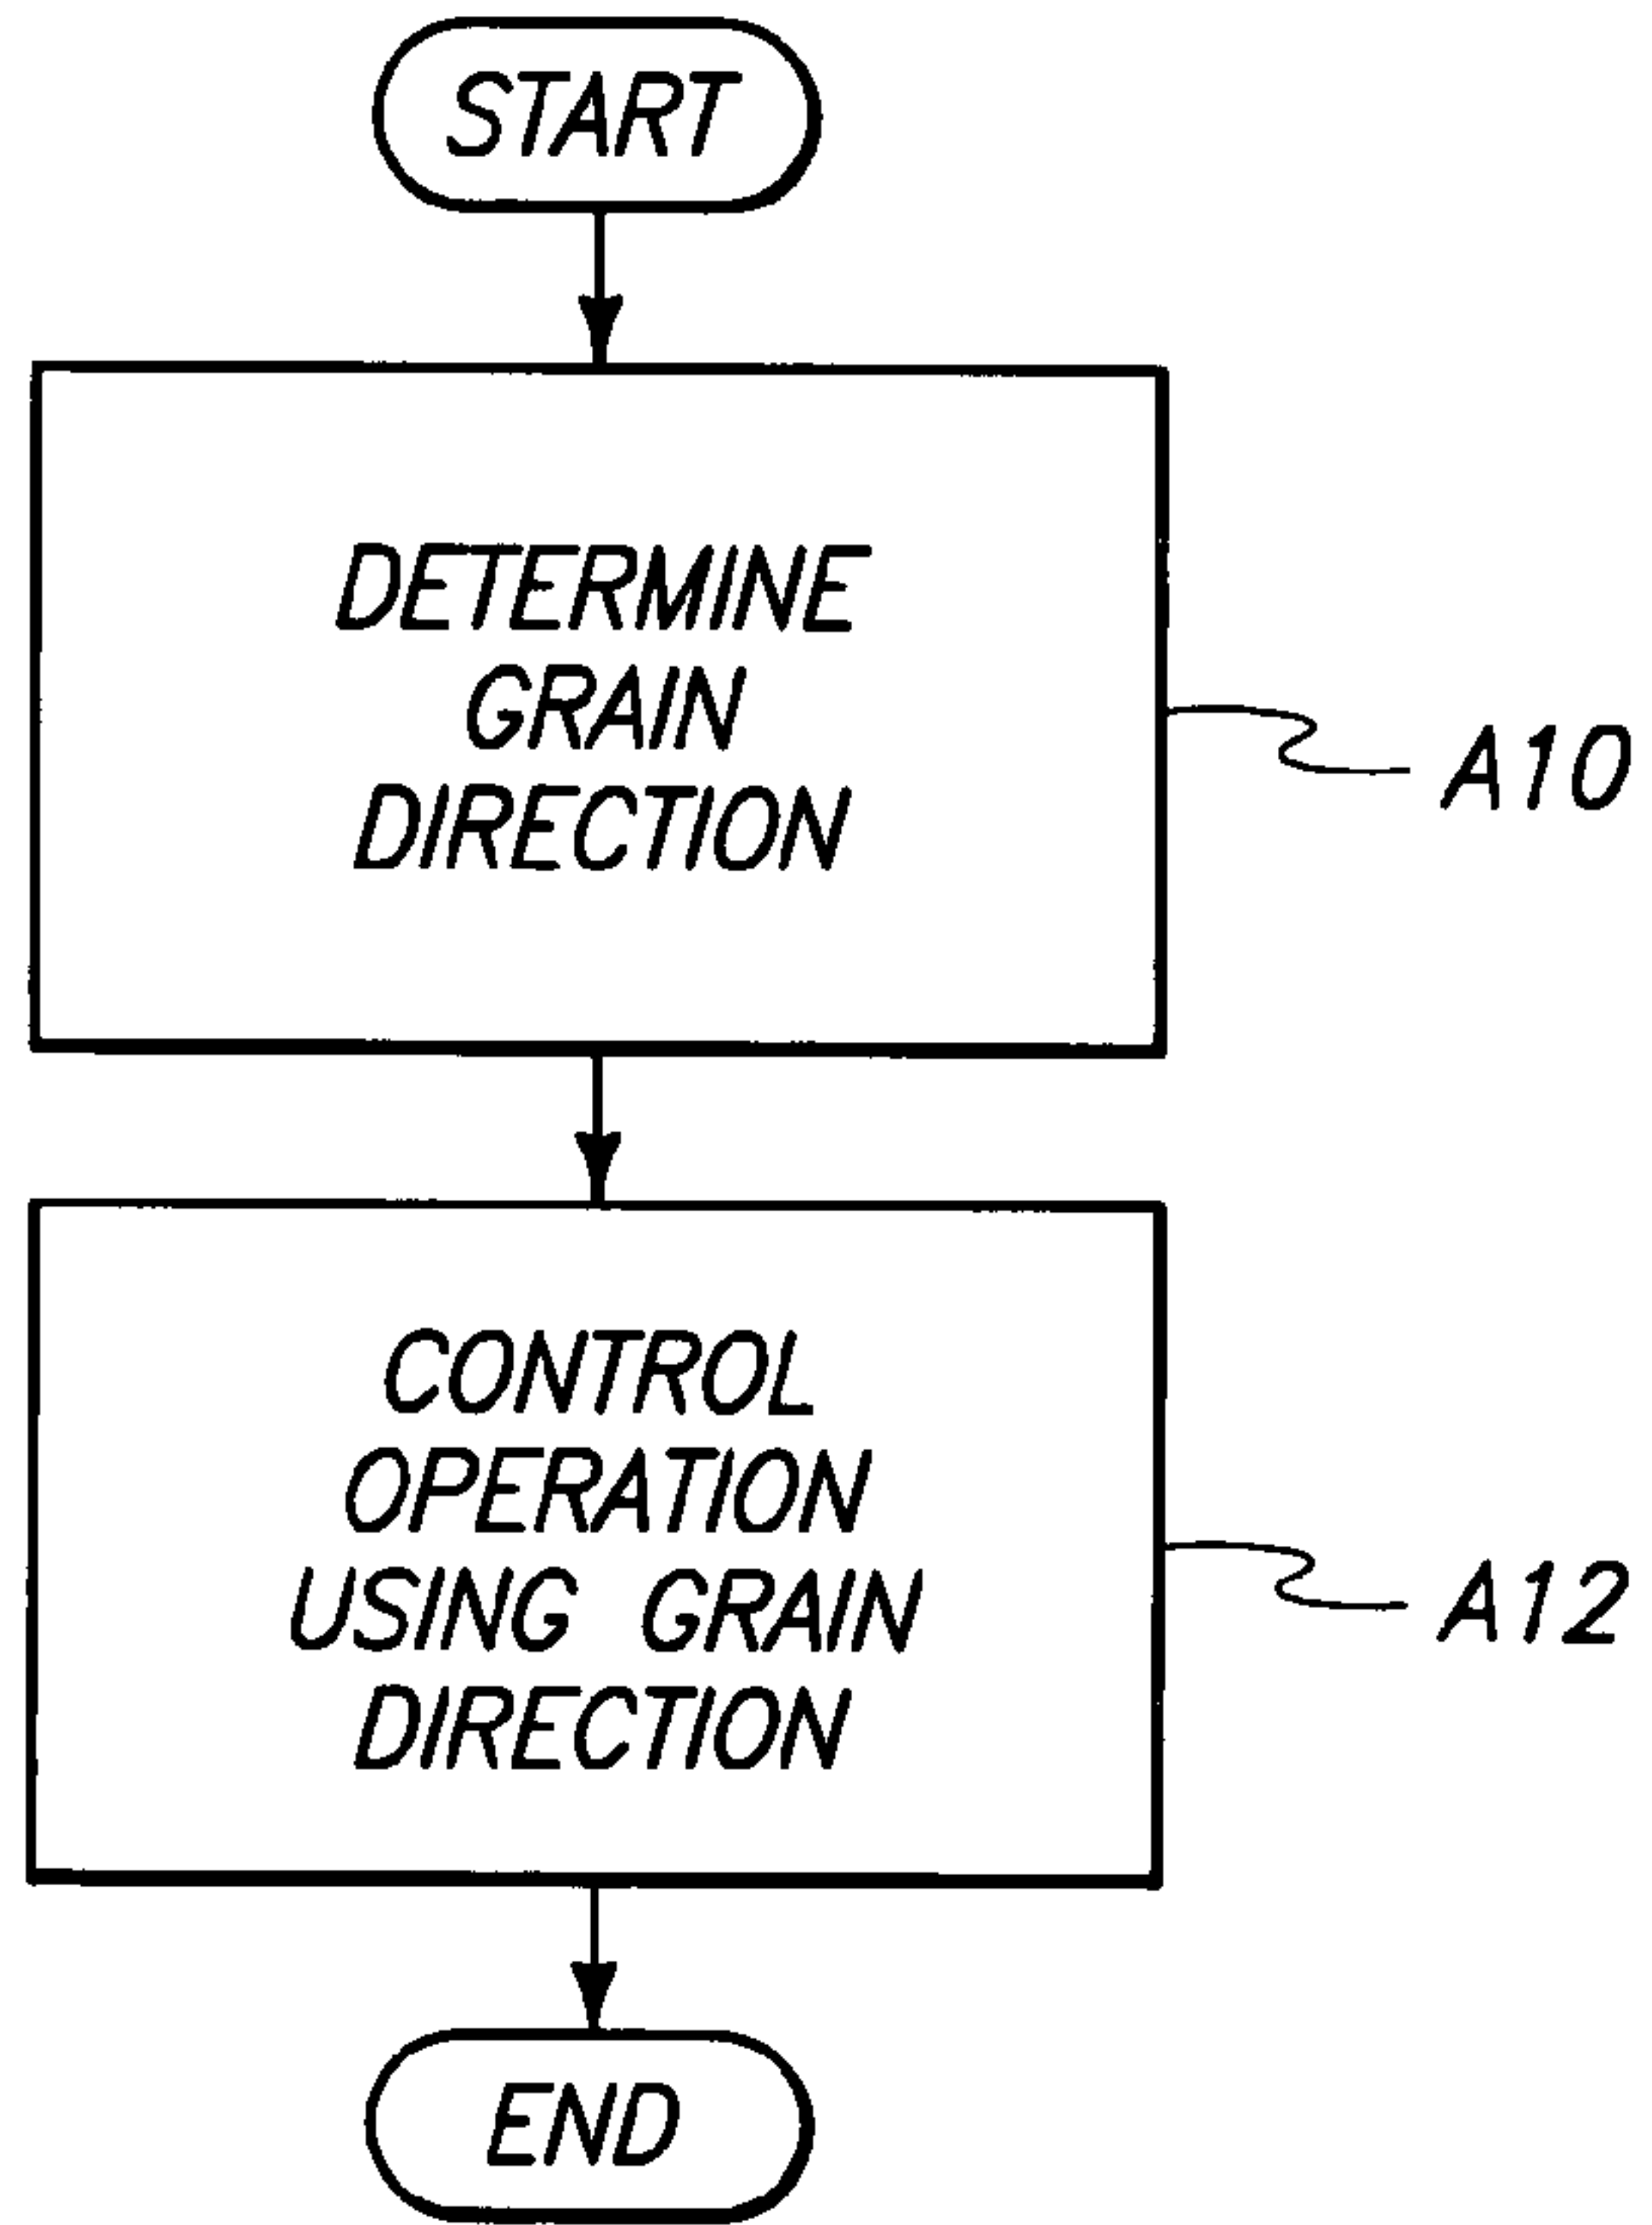 START
DETERMINE
GRAIN
DIRECTION
A10
CONTROL
OPERATION
USING GRAIN
DIRECTION
A12
END